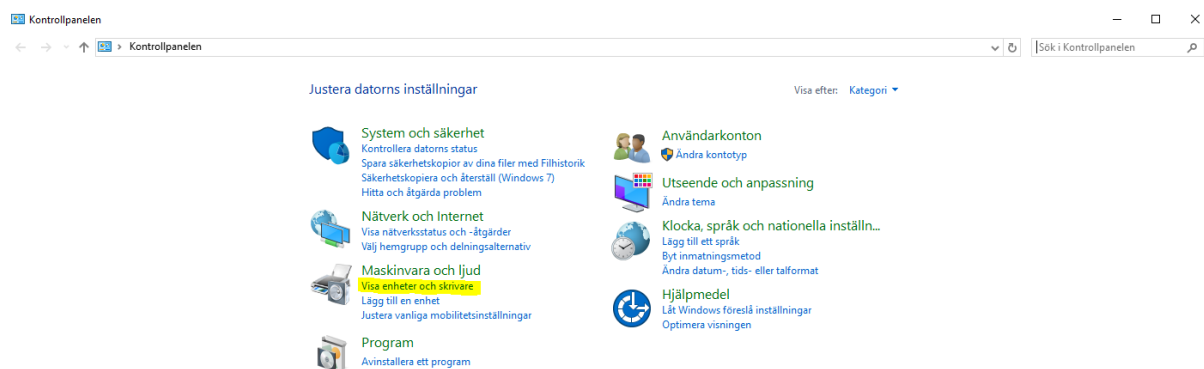 Kontrollpanelen
Kontrollpanelen
Sök i Kontrollpanelen
Justera datorns inställningar
Visa efter: Kategori
System och säkerhet
Kontrollera datorns status
Spara säkerhetskopior av dina filer med Filhistorik
Säkerhetskopiera och återställ (Windows 7)
Hitta och åtgärda problem
Nätverk och Internet
Visa nätverksstatus och -åtgärder
Välj hemgrupp och delningsalternativ
Maskinvara och ljud
Visa enheter och skrivare
Lägg till en enhet
Justera vanliga mobilitetsinställningar
Program
Avinstallera ett program
Användarkonton
Ändra kontotyp
Utseende och anpassning
Ändra tema
Klocka, språk och nationella inställn...
Lägg till ett språk
Byt inmatningsmetod
Ändra datum-, tids- eller talformat
Hjälpmedel
Låt Windows föreslå inställningar
Optimera visningen